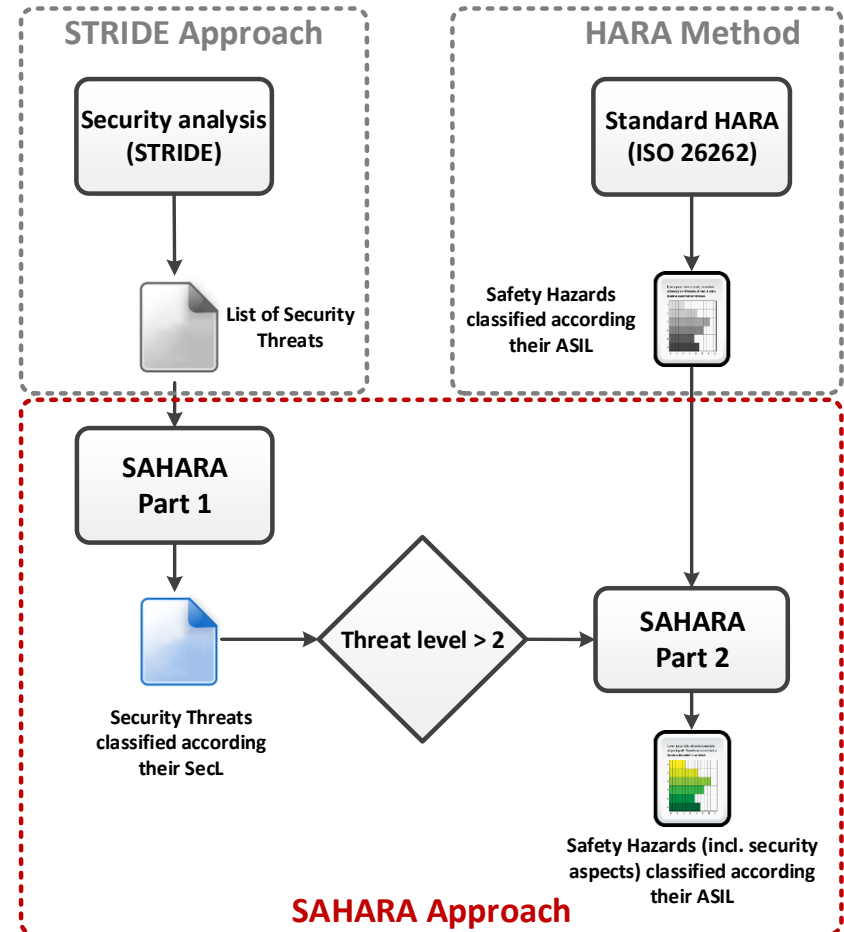 STRIDE Approach
HARA Method
Security analysis
(STRIDE)
Standard HARA
(ISO 26262)
List of Security
Threats
Safety Hazards
classified according
their ASIL
SAHARA
Part 1
Threat level > 2
SAHARA
Part 2
Security Threats
classified according
their SecL
Safety Hazards (incl. security
aspects) classified according
their ASIL
SAHARA Approach